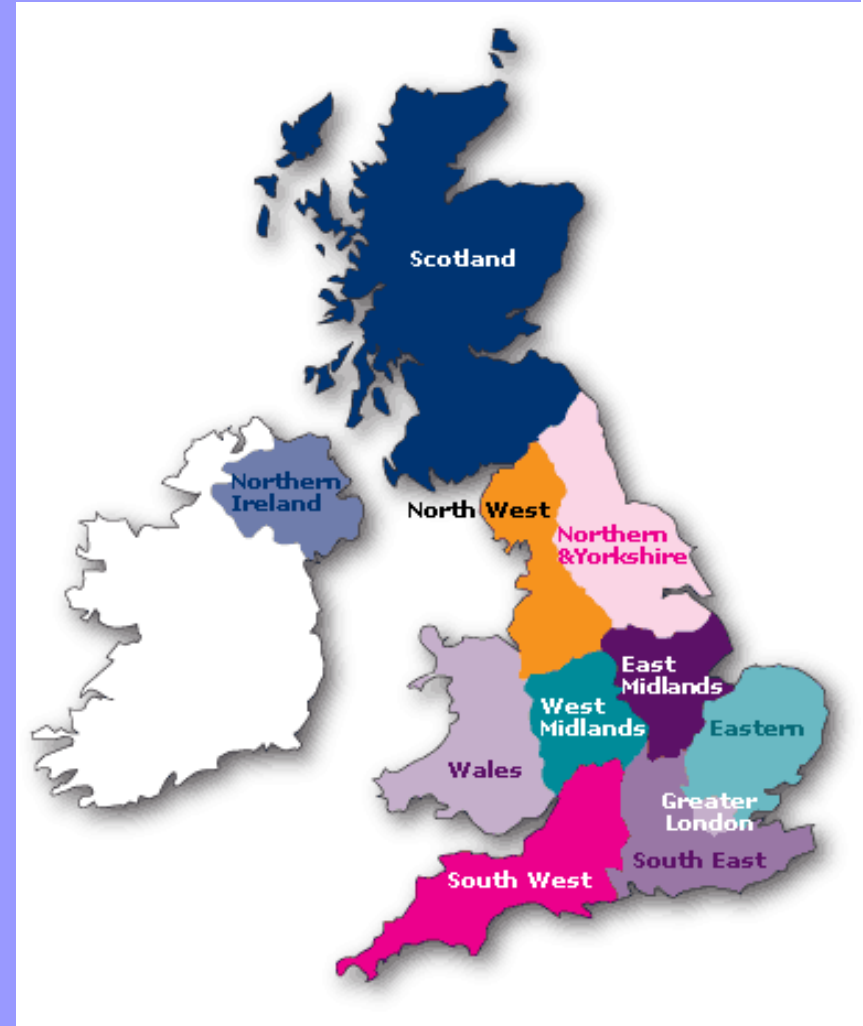 Scotland
Northern
Ireland
North West
Northern
&Yorkshire
East
Midlands
West
Midlands
Eastern
Wales
Greater
London
South East
South West